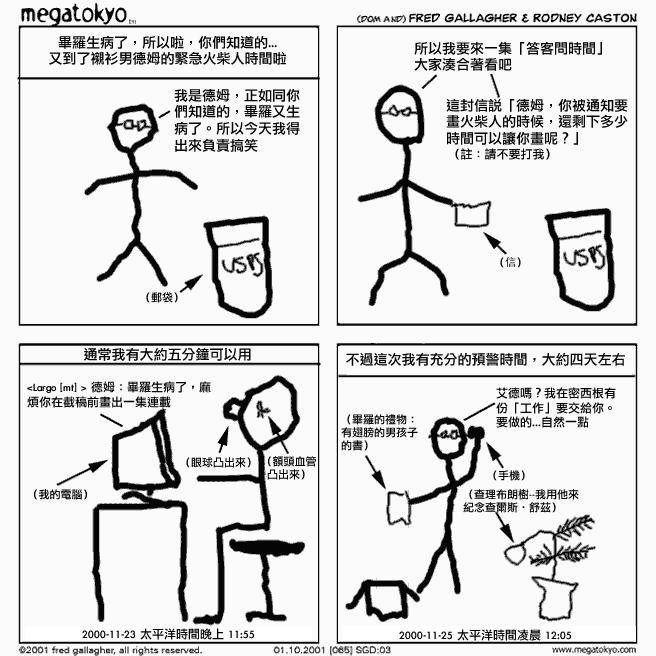 megatokyo
tm
(DOM AND) FRED GALLAGHER & RODNEY CASTON
畢羅生病了，所以啦，你們知道的...
又到了襯衫男德姆的緊急火柴人時間啦
我是德姆，正如同你
們知道的，畢羅又生
病了。所以今天我得
出來負責搞笑
USPS
(郵袋)
所以我要來一集「答客問時間」
大家湊合著看吧
這封信説「德姆，你被通知要
畫火柴人的時候，還剩下多少
時間可以讓你畫呢？」
(註：請不要打我)
(信)
USPS
通常我有大約五分鐘可以用
<Largo [mt] > 德姆：畢羅生病了，麻
煩你在截稿前畫出一集連載
(眼球凸出來)
(額頭血管
凸出來)
(我的電腦)
2000-11-23 太平洋時間晚上 11:55
不過這次我有充分的預警時間，大約四天左右
艾德嗎？我在密西根有
份「工作」要交給你。
要做的...自然一點
(畢羅的禮物：
有翅膀的男孩子
的書)
(手機)
(查理布朗樹--我用他來
紀念查爾斯．舒茲)
2000-11-25 太平洋時間凌晨 12:05
©2001 fred gallagher, all rights reserved.
01.10.2001 [065] SGD:03
www.megatokyo.com